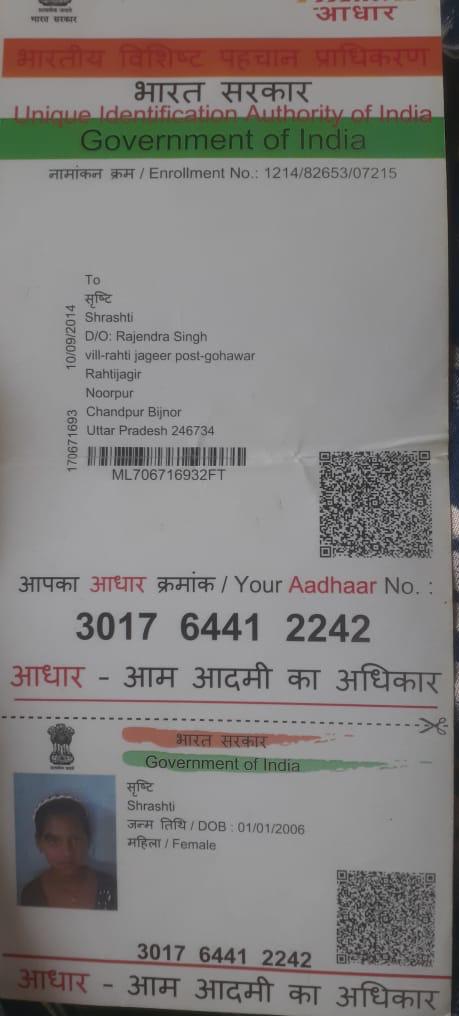 भारत सरकार
आधार
भारतीय विशिष्ट पहचान प्राधिकरण
भारत सरकार
Unique Identification Authority of India
Government of India
नामांकन क्रम / Enrollment No.: 1214/82653/07215
To
सृष्टि
Shrashti
D/O: Rajendra Singh
vill-rahti jageer post-gohawar
Rahtijagir
Noorpur
Chandpur Bijnor
Uttar Pradesh 246734
170671693 10/09/2014
ML706716932FT
आपका आधार क्रमांक / Your Aadhaar No. :
3017 6441 2242
आधार - आम आदमी का अधिकार
भारत सरकार
Government of India
सृष्टि
Shrashti
जन्म तिथि / DOB : 01/01/2006
महिला / Female
3017 6441 2242
आधार - आम आदमी का अधिकार